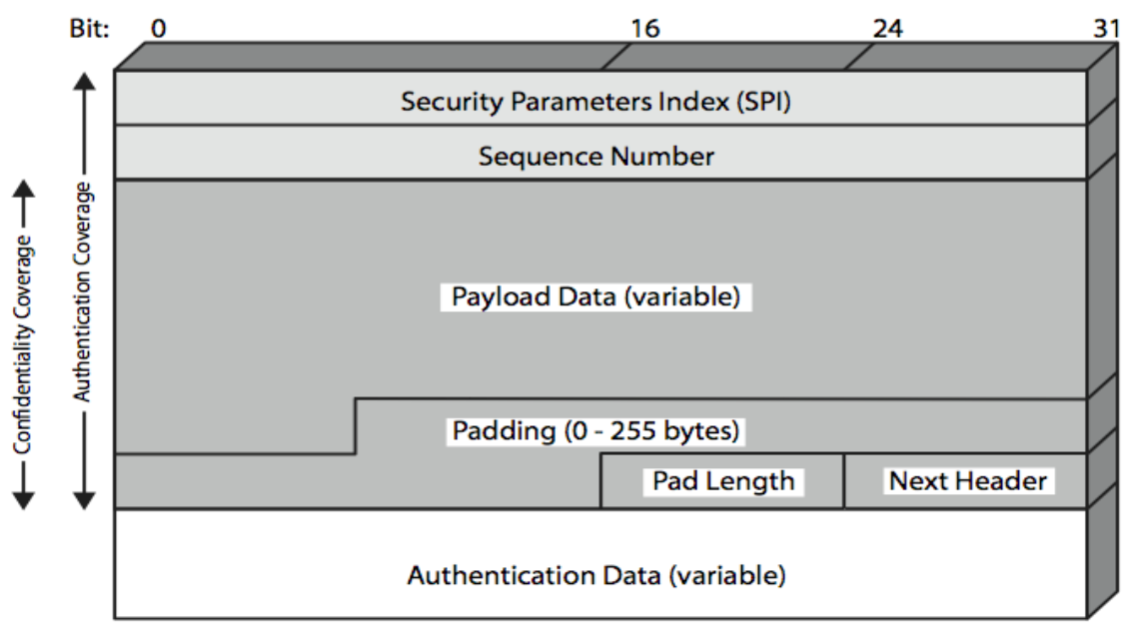 Bit: 0 16 24 31
Security Parameters Index (SPI)
Sequence Number
Confidentiality Coverage
Authentication Coverage
Payload Data (variable)
Padding (0 - 255 bytes)
Pad Length Next Header
Authentication Data (variable)